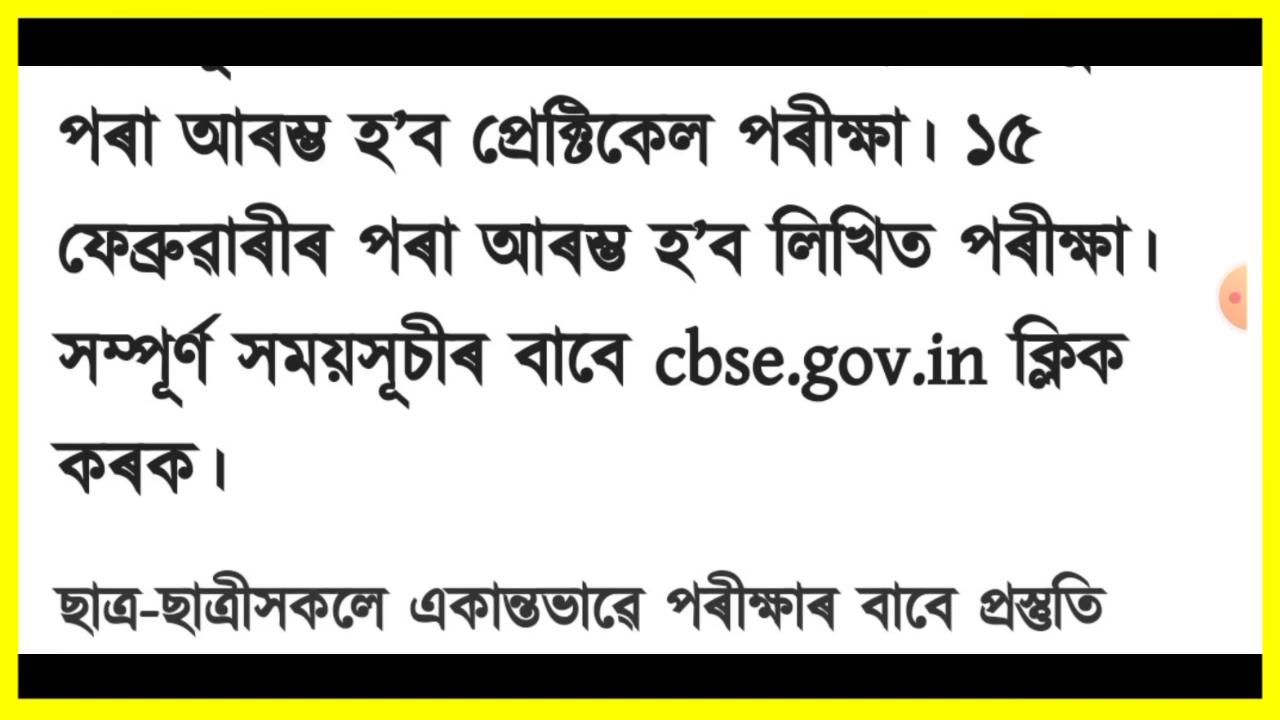 পৰা আৰম্ভ হ’ব প্ৰেক্টিকেল পৰীক্ষা। ১৫
ফেব্ৰুৱাৰীৰ পৰা আৰম্ভ হ’ব লিখিত পৰীক্ষা।
সম্পূৰ্ণ সময়সূচীৰ বাবে cbse.gov.in ক্লিক
কৰক।
ছাত্ৰ-ছাত্ৰীসকলে একান্তভাৱে পৰীক্ষাৰ বাবে প্ৰস্তুতি